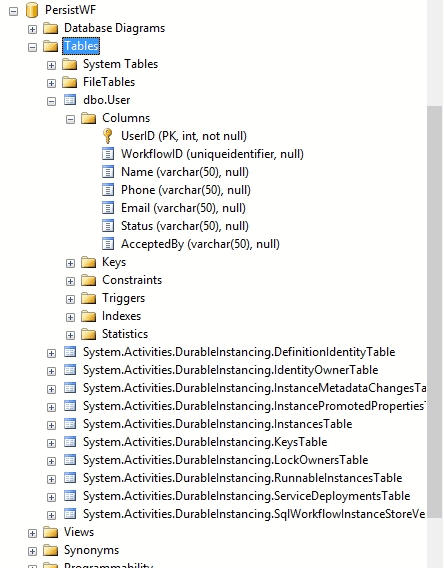 PersistWF
Database Diagrams
Tables
System Tables
FileTables
dbo.User
Columns
UserID (PK, int, not null)
WorkflowID (uniqueidentifier, null)
Name (varchar(50), null)
Phone (varchar(50), null)
Email (varchar(50), null)
Status (varchar(50), null)
AcceptedBy (varchar(50), null)
Keys
Constraints
Triggers
Indexes
Statistics
System.Activities.DurableInstancing.DefinitionIdentityTable
System.Activities.DurableInstancing.IdentityOwnerTable
System.Activities.DurableInstancing.InstanceMetadataChangesTa
System.Activities.DurableInstancing.InstancePromotedPropertiesT
System.Activities.DurableInstancing.InstancesTable
System.Activities.DurableInstancing.KeysTable
System.Activities.DurableInstancing.LockOwnersTable
System.Activities.DurableInstancing.RunnableInstancesTable
System.Activities.DurableInstancing.ServiceDeploymentsTable
System.Activities.DurableInstancing.SqlWorkflowInstanceStoreVe
Views
Synonyms
Programmability